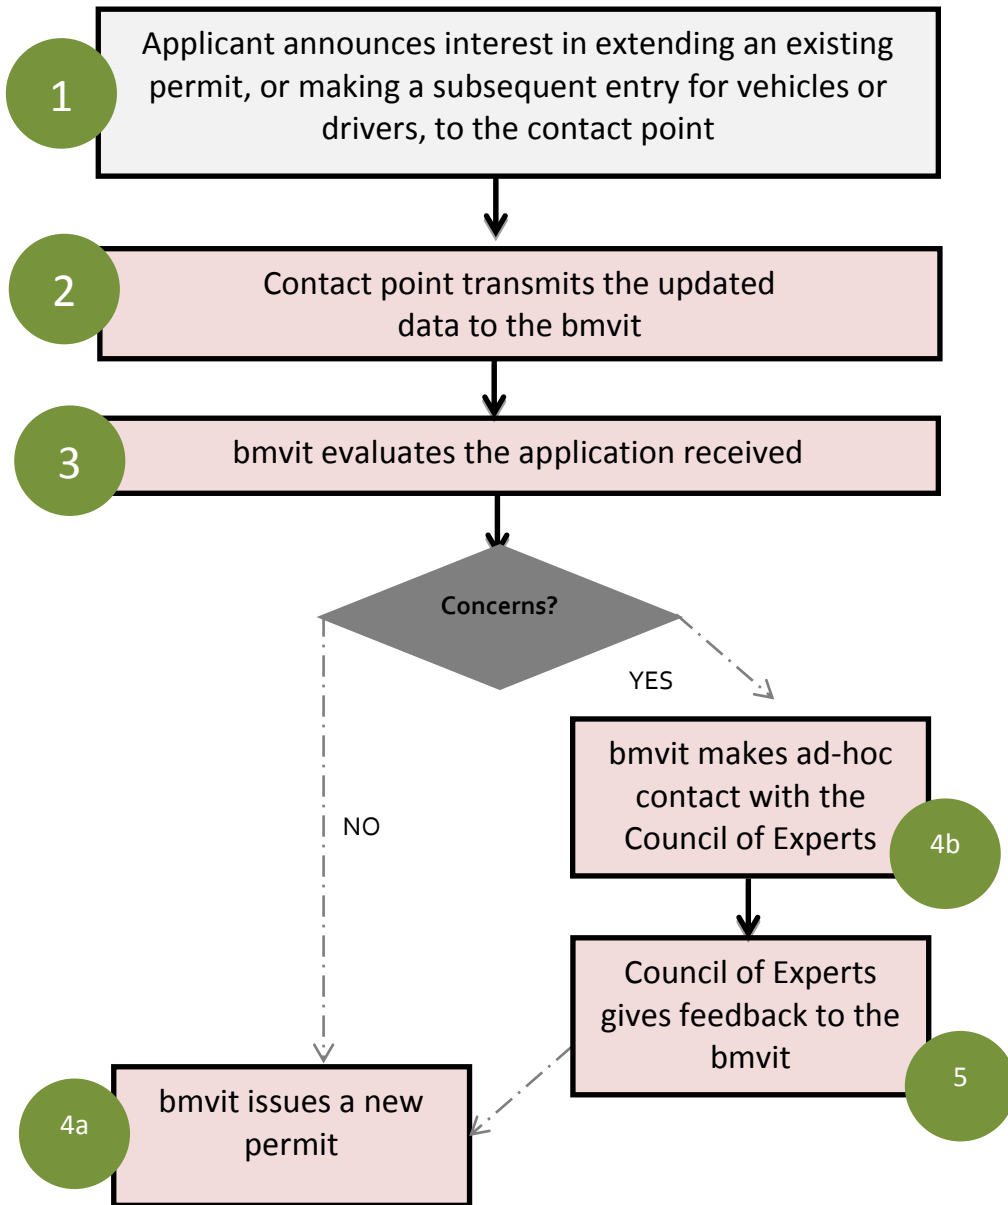 1
Applicant announces interest in extending an existing
permit, or making a subsequent entry for vehicles or
drivers, to the contact point
2
Contact point transmits the updated
data to the bmvit
3
bmvit evaluates the application received
Concerns?
YES
NO
bmvit makes ad-hoc
contact with the
Council of Experts
4b
Council of Experts
gives feedback to the
bmvit
5
4a
bmvit issues a new
permit